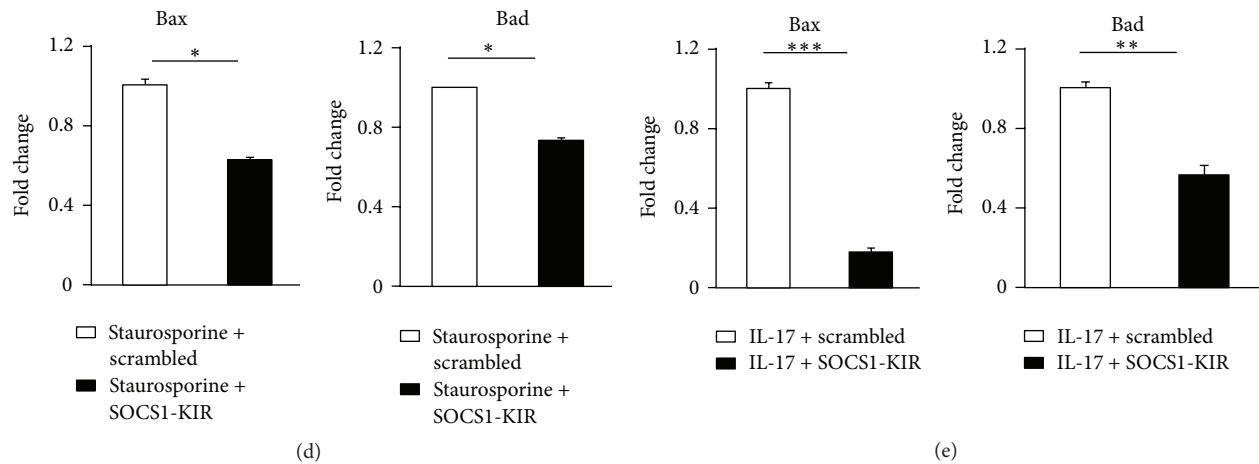 Bax
1.2
0.8
0.4
0
Fold change
*
Staurosporine +
scrambled
Staurosporine +
SOCS1-KIR
Bad
1.2
0.8
0.4
0
Fold change
*
Staurosporine +
scrambled
Staurosporine +
SOCS1-KIR
(d)
Bax
1.2
0.8
0.4
0
Fold change
***
IL-17 + scrambled
IL-17 + SOCS1-KIR
Bad
1.2
0.8
0.4
0
Fold change
**
IL-17 + scrambled
IL-17 + SOCS1-KIR
(e)